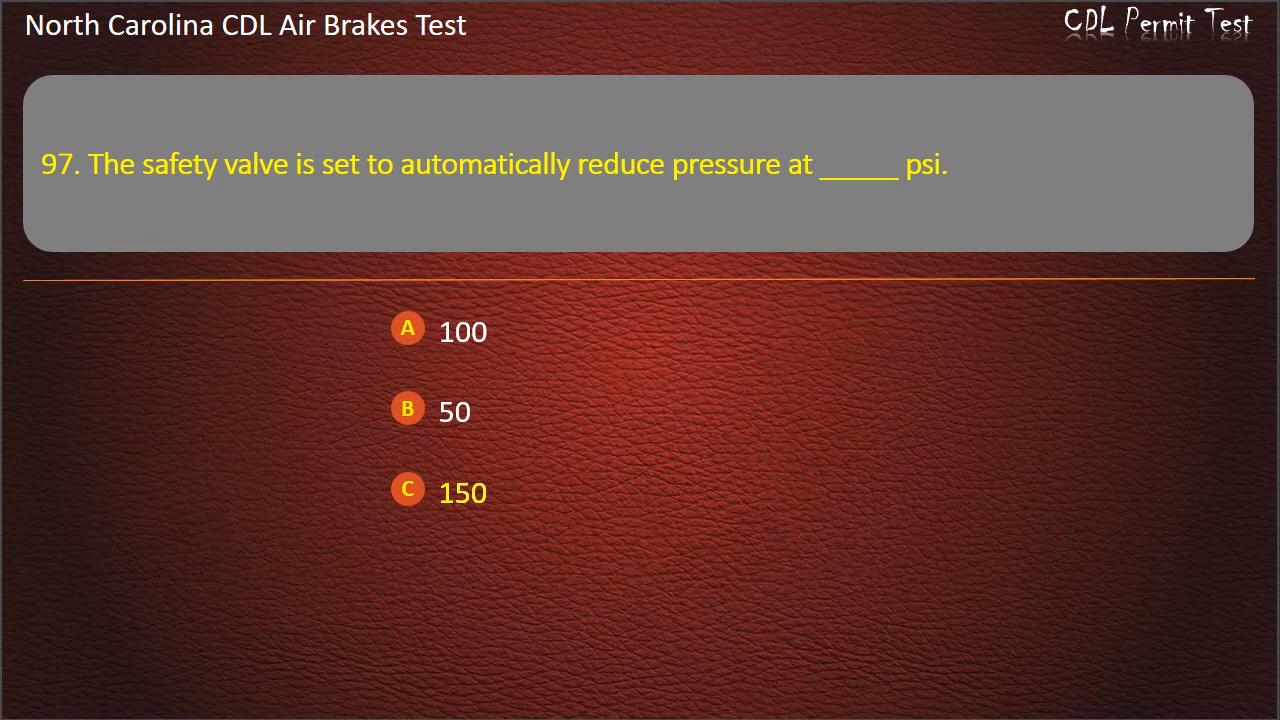 North Carolina CDL Air Brakes Test
CDL Permit Test
97. The safety valve is set to automatically reduce pressure at _____ psi.
A 100
B 50
C 150